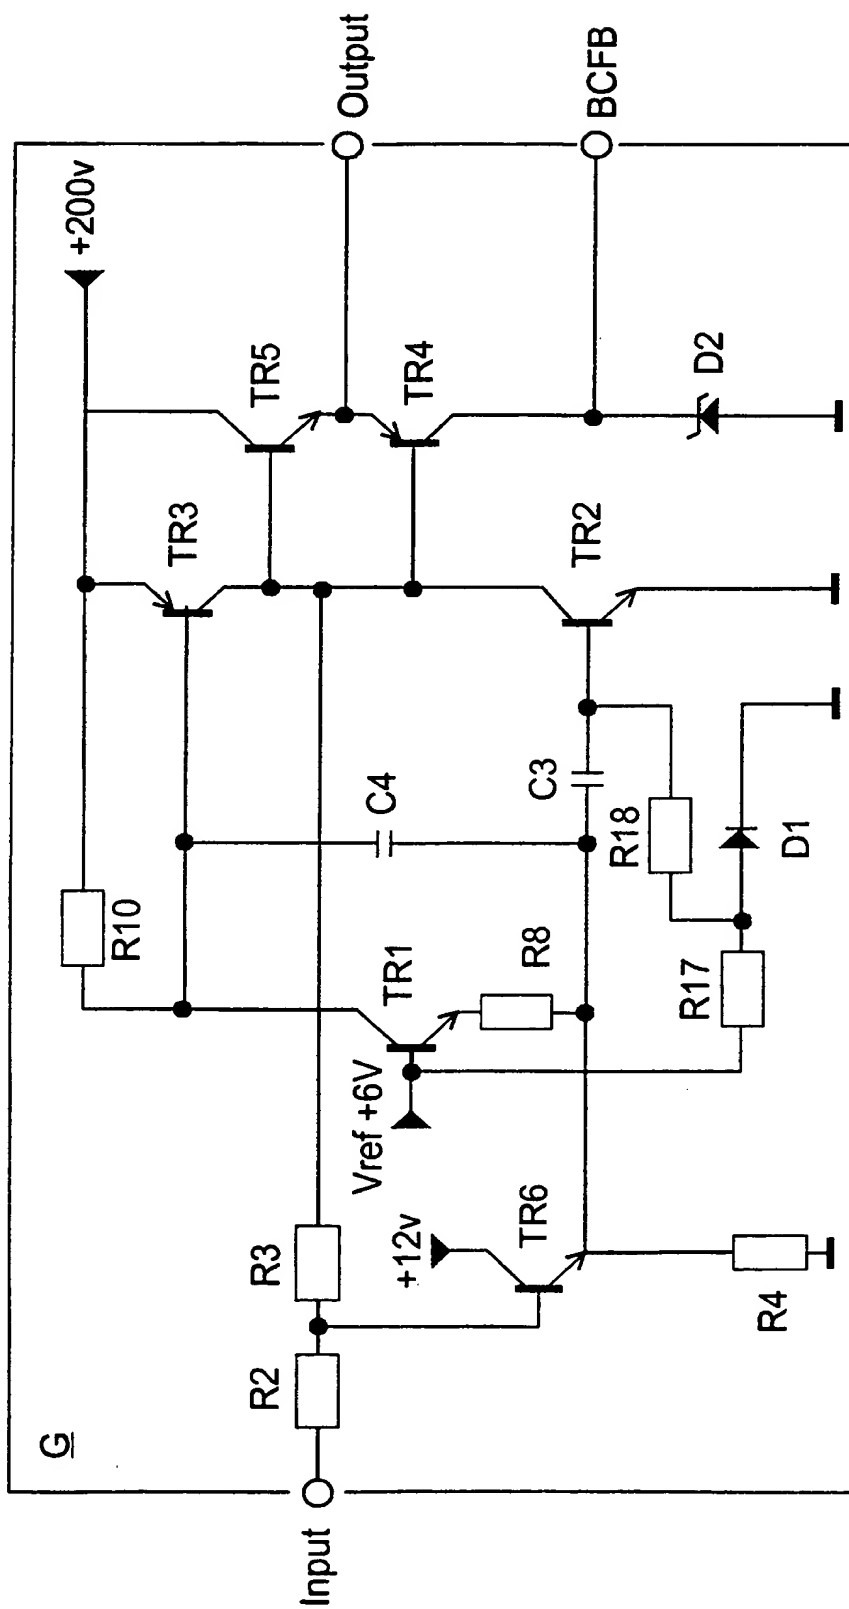 G
+200v
Input
Output
BCFB
R2
R3
R10
TR3
TR5
TR4
TR1
Vref +6V
C4
+12v
TR6
R8
C3
TR2
D2
R4
R17
R18
D1